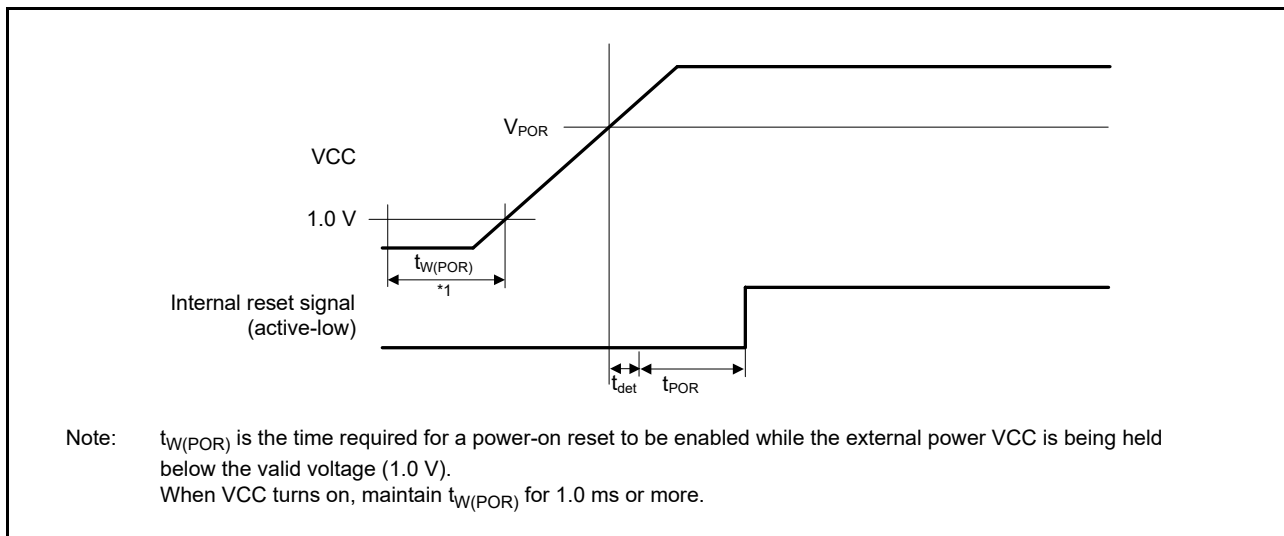 VPOR
VCC
1.0 V
tW(POR)
*1
Internal reset signal
(active-low)
tdet
tPOR
Note: tW(POR) is the time required for a power-on reset to be enabled while the external power VCC is being held
below the valid voltage (1.0 V).
When VCC turns on, maintain tW(POR) for 1.0 ms or more.